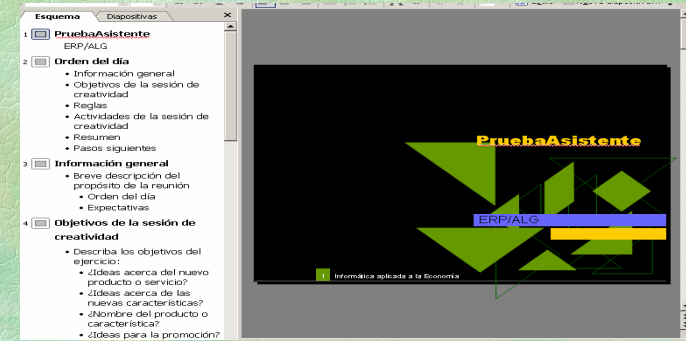 Esquema
Diapositivas
1 PruebaAsistente
ERP/ALG
2 Orden del día
• Información general
• Objetivos de la sesión de
creatividad
• Reglas
• Actividades de la sesión de
creatividad
• Resumen
• Pasos siguientes
3 Información general
• Breve descripción del
propósito de la reunión
• Orden del día
• Expectativas
4 Objetivos de la sesión de
creatividad
• Describa los objetivos del
ejercicio:
• ¿Ideas acerca del nuevo
producto o servicio?
• ¿Ideas acerca de las
nuevas características?
• ¿Nombre del producto o
característica?
• ¿Ideas para la promoción?
PruebaAsistente
ERP/ALG
1 Informática aplicada a la Economía